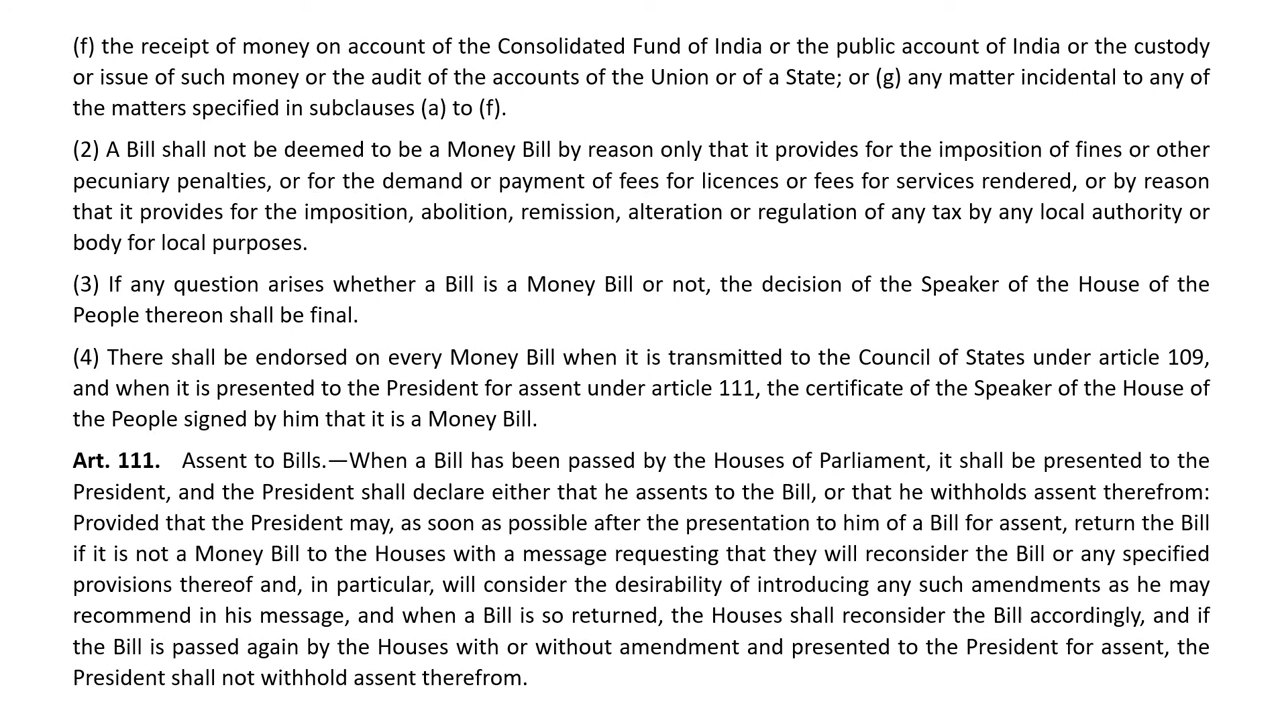 (f) the receipt of money on account of the Consolidated Fund of India or the public account of India or the custody
or issue of such money or the audit of the accounts of the Union or of a State; or (g) any matter incidental to any of
the matters specified in subclauses (a) to (f).
(2) A Bill shall not be deemed to be a Money Bill by reason only that it provides for the imposition of fines or other
pecuniary penalties, or for the demand or payment of fees for licences or fees for services rendered, or by reason
that it provides for the imposition, abolition, remission, alteration or regulation of any tax by any local authority or
body for local purposes.
(3) If any question arises whether a Bill is a Money Bill or not, the decision of the Speaker of the House of the
People thereon shall be final.
(4) There shall be endorsed on every Money Bill when it is transmitted to the Council of States under article 109,
and when it is presented to the President for assent under article 111, the certificate of the Speaker of the House of
the People signed by him that it is a Money Bill.
Art. 111. Assent to Bills.—When a Bill has been passed by the Houses of Parliament, it shall be presented to the
President, and the President shall declare either that he assents to the Bill, or that he withholds assent therefrom:
Provided that the President may, as soon as possible after the presentation to him of a Bill for assent, return the Bill
if it is not a Money Bill to the Houses with a message requesting that they will reconsider the Bill or any specified
provisions thereof and, in particular, will consider the desirability of introducing any such amendments as he may
recommend in his message, and when a Bill is so returned, the Houses shall reconsider the Bill accordingly, and if
the Bill is passed again by the Houses with or without amendment and presented to the President for assent, the
President shall not withhold assent therefrom.